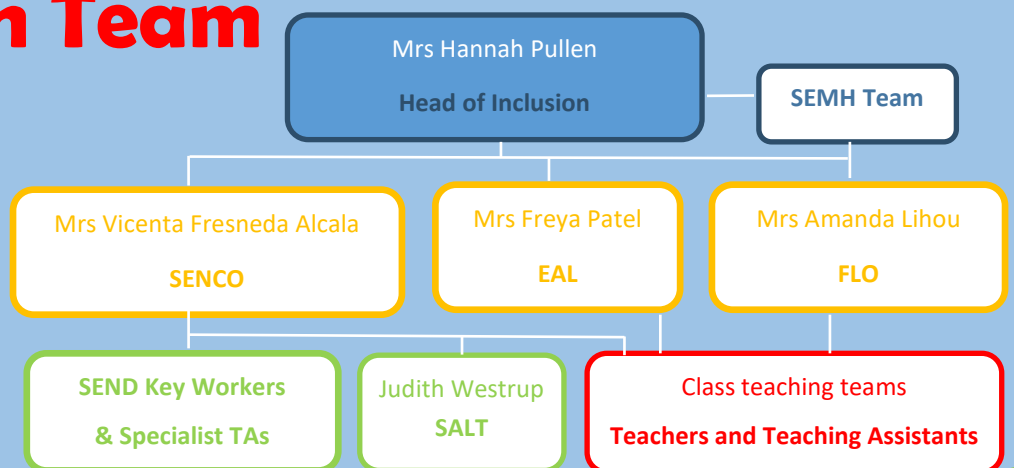 Team
Mrs Hannah Pullen
Head of Inclusion
SEMH Team
Mrs Vicenta Fresneda Alcala
SENCO
Mrs Freya Patel
EAL
Mrs Amanda Lihou
FLO
SEND Key Workers
& Specialist TAs
Judith Westrup
SALT
Class teaching teams
Teachers and Teaching Assistants